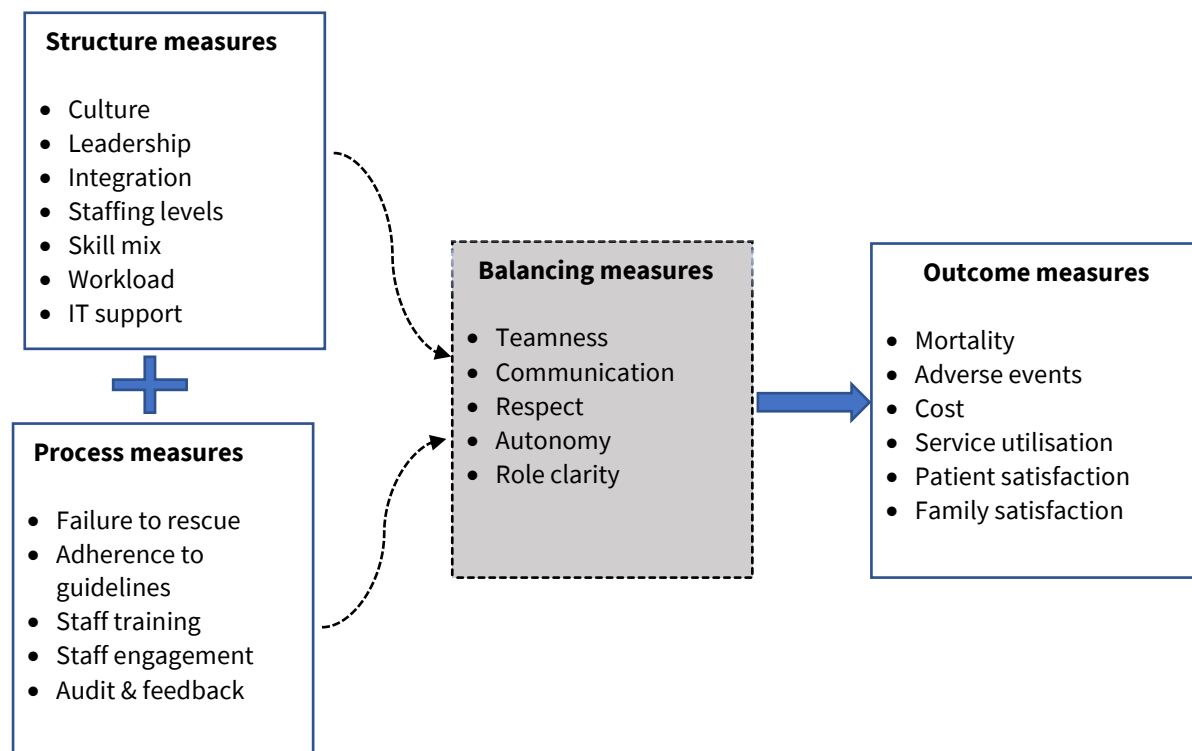 Structure measures
• Culture
• Leadership
• Integration
• Staffing levels
• Skill mix
• Workload
• IT support
Process measures
• Failure to rescue
• Adherence to
guidelines
• Staff training
• Staff engagement
• Audit & feedback
Balancing measures
• Teamness
• Communication
• Respect
• Autonomy
• Role clarity
Outcome measures
• Mortality
• Adverse events
• Cost
• Service utilisation
• Patient satisfaction
• Family satisfaction